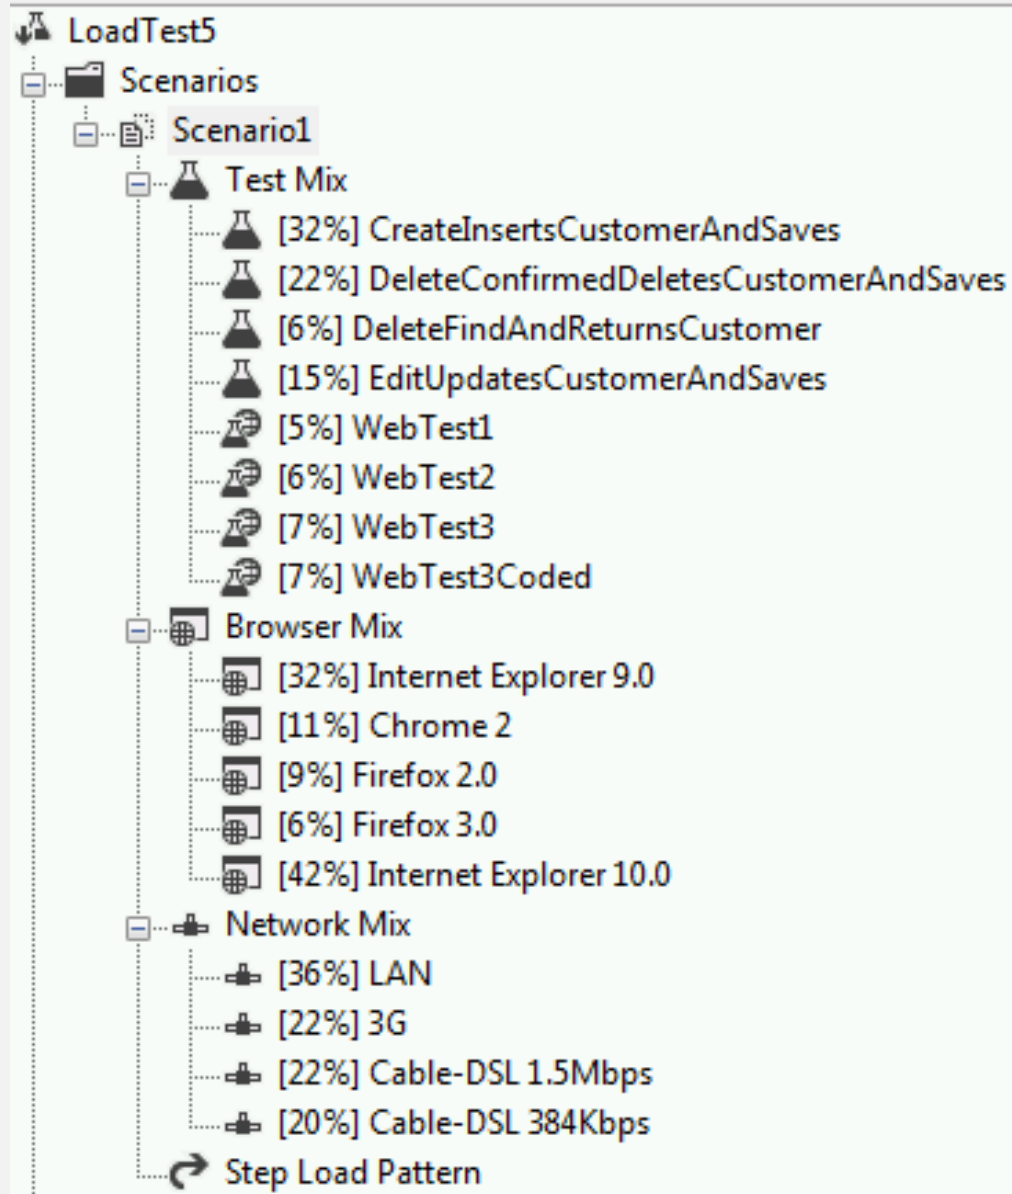 LoadTest5
Scenarios
Scenario1
Test Mix
[32%] CreateInsertsCustomerAndSaves
[22%] DeleteConfirmedDeletesCustomerAndSaves
[6%] DeleteFindAndReturnsCustomer
[15%] EditUpdatesCustomerAndSaves
[5%] WebTest1
[6%] WebTest2
[7%] WebTest3
[7%] WebTest3Coded
Browser Mix
[32%] Internet Explorer 9.0
[11%] Chrome 2
[9%] Firefox 2.0
[6%] Firefox 3.0
[42%] Internet Explorer 10.0
Network Mix
[36%] LAN
[22%] 3G
[22%] Cable-DSL 1.5Mbps
[20%] Cable-DSL 384Kbps
Step Load Pattern